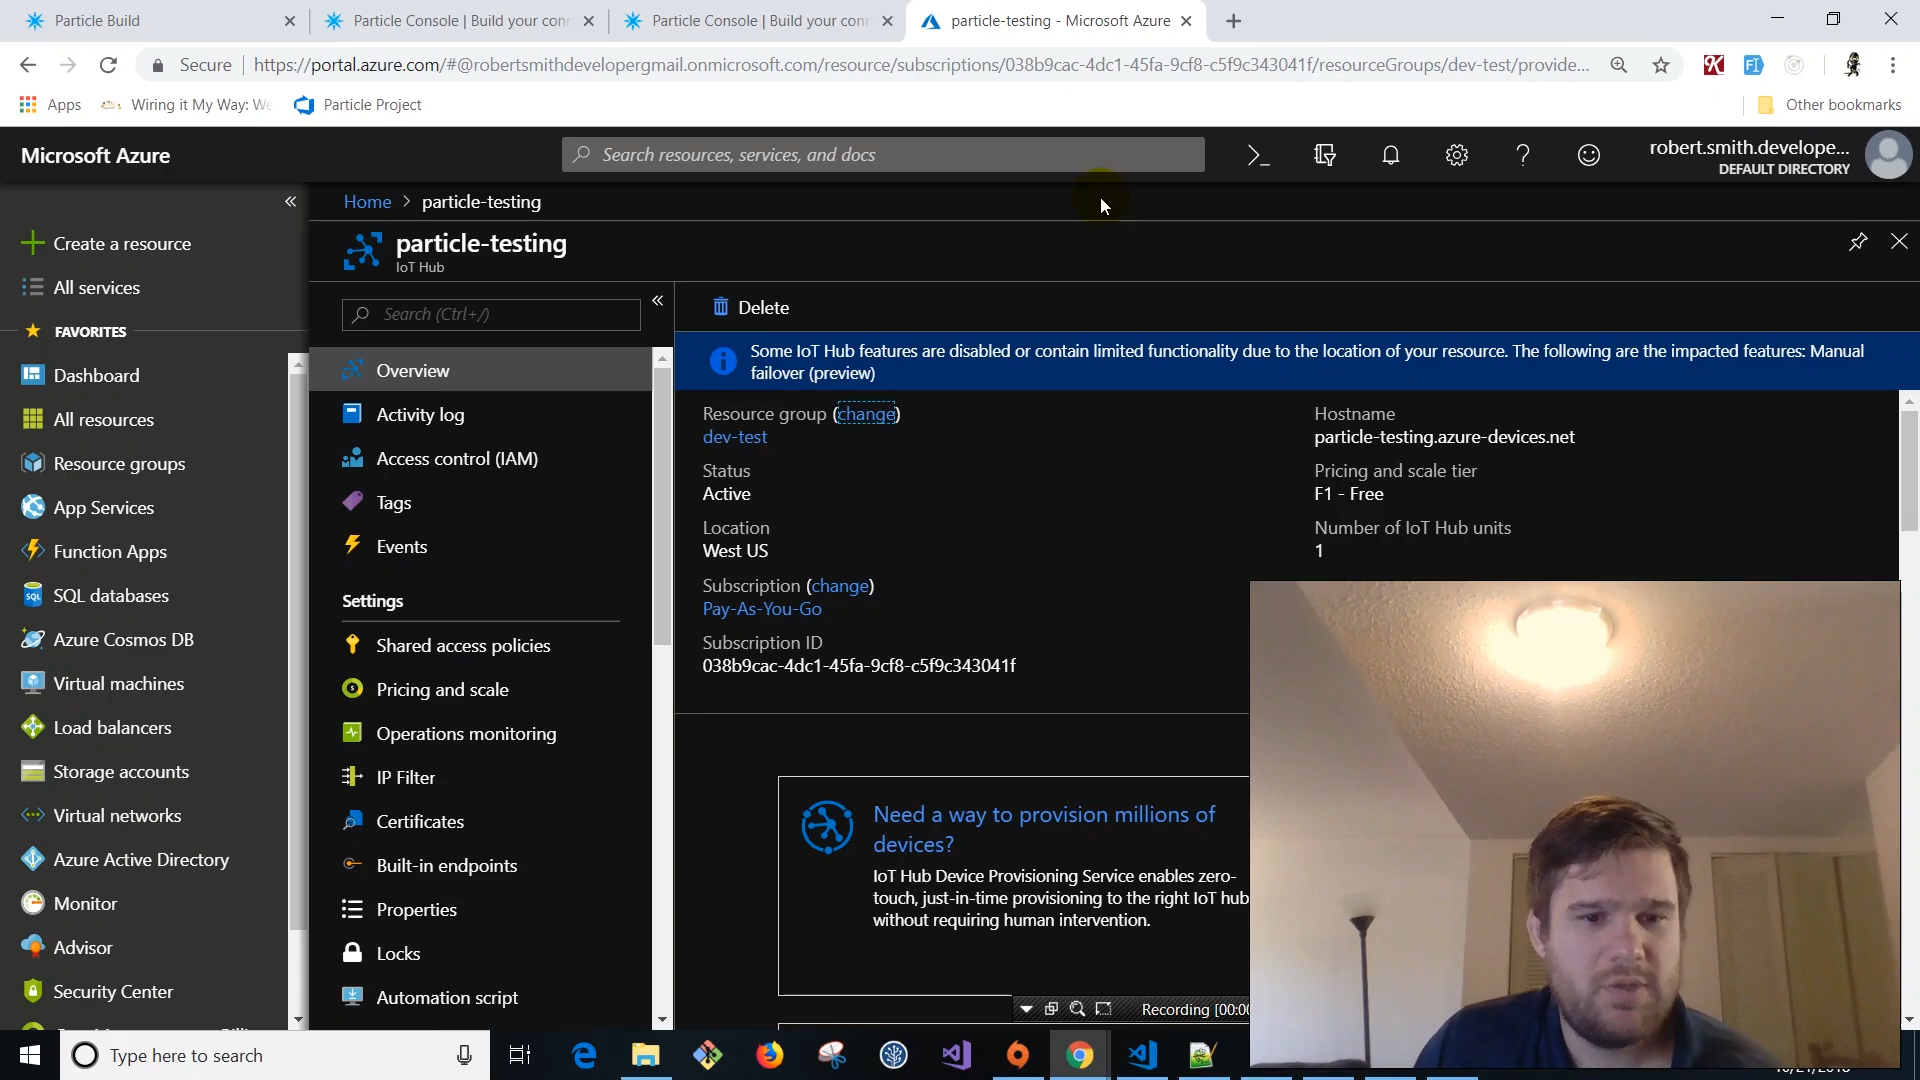 Particle Build
Particle Console | Build your conn
Particle Console | Build your conn
particle-testing - Microsoft Azure
Secure
https://portal.azure.com/#@robertsmithdevelopergmail.onmicrosoft.com/resource/subscriptions/038b9cac-4dc1-45fa-9cf8-c5f9c343041f/resourceGroups/dev-test/provide...
Apps
Wiring it My Way: We
Particle Project
Other bookmarks
Microsoft Azure
Search resources, services, and docs
robert.smith.develope...
DEFAULT DIRECTORY
Home > particle-testing
particle-testing
IoT Hub
Create a resource
All services
FAVORITES
Dashboard
All resources
Resource groups
App Services
Function Apps
SQL databases
Azure Cosmos DB
Virtual machines
Load balancers
Storage accounts
Virtual networks
Azure Active Directory
Monitor
Advisor
Security Center
Search (Ctrl+/)
Overview
Activity log
Access control (IAM)
Tags
Events
Settings
Shared access policies
Pricing and scale
Operations monitoring
IP Filter
Certificates
Built-in endpoints
Properties
Locks
Automation script
Delete
Some IoT Hub features are disabled or contain limited functionality due to the location of your resource. The following are the impacted features: Manual
failover (preview)
Resource group (change)
dev-test
Status
Active
Location
West US
Subscription (change)
Pay-As-You-Go
Subscription ID
038b9cac-4dc1-45fa-9cf8-c5f9c343041f
Hostname
particle-testing.azure-devices.net
Pricing and scale tier
F1 - Free
Number of IoT Hub units
1
Need a way to provision millions of
devices?
IoT Hub Device Provisioning Service enables zero-
touch, just-in-time provisioning to the right IoT hub
without requiring human intervention.
Recording [00:00
Type here to search